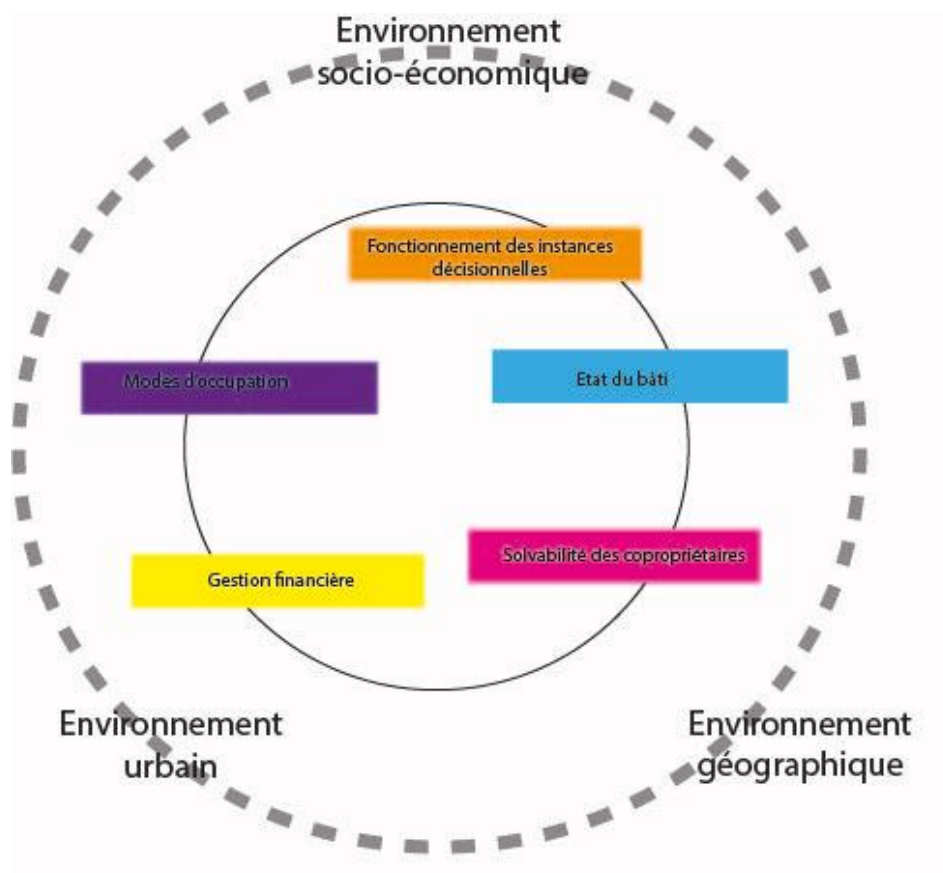 Environnement
socio-économique
Fonctionnement des instances
décisionnelles
Modes d'occupation
Etat du bâti
Solvabilité des copropriétaires
Gestion financière
Environnement
urbain
Environnement
géographique